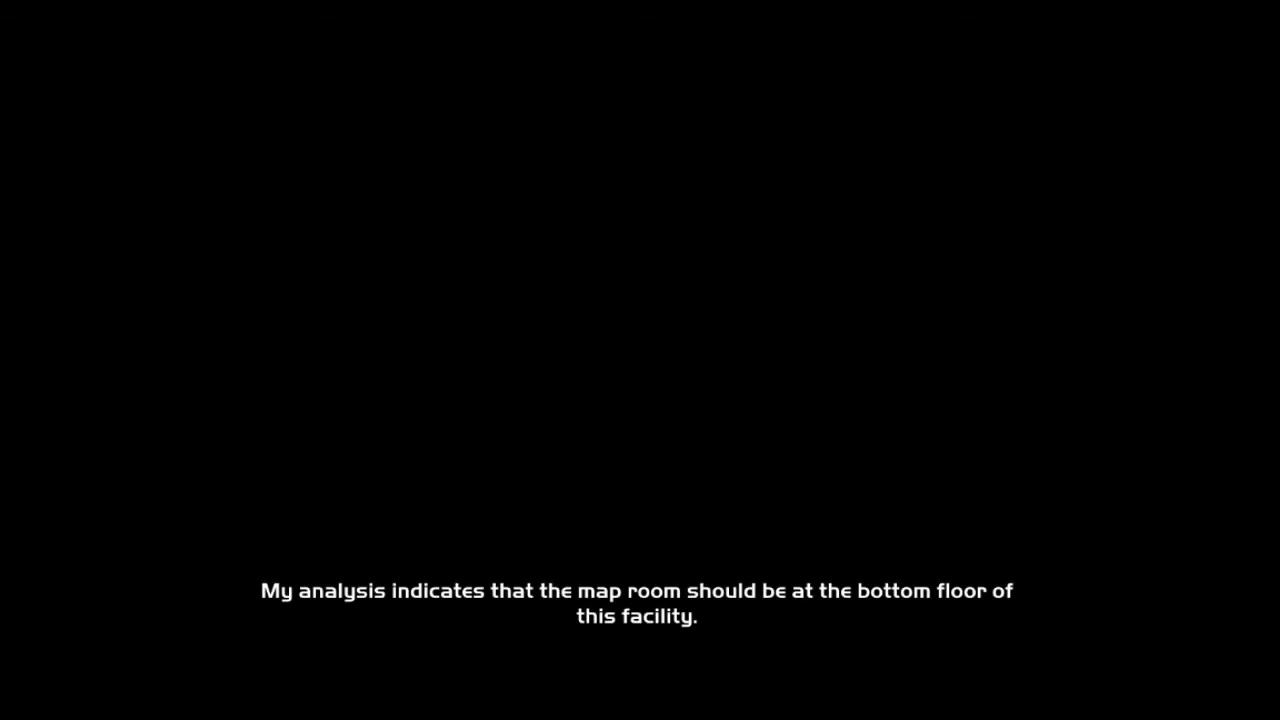 My analysis indicates that the map room should be at the bottom floor of
this facility.